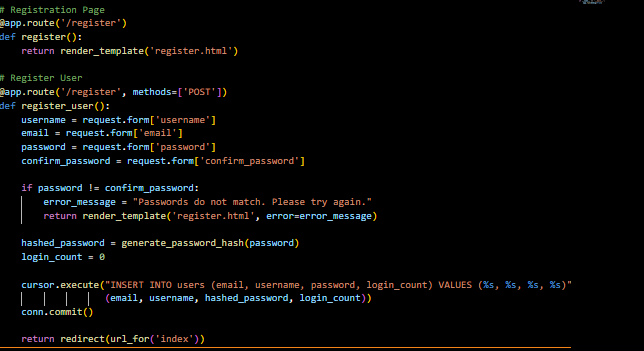 # Registration Page
@app.route('/register')
def register():
    return render_template('register.html')

# Register User
@app.route('/register', methods=['POST'])
def register_user():
    username = request.form['username']
    email = request.form['email']
    password = request.form['password']
    confirm_password = request.form['confirm_password']

    if password != confirm_password:
        error_message = "Passwords do not match. Please try again."
        return render_template('register.html', error=error_message)

    hashed_password = generate_password_hash(password)
    login_count = 0

    cursor.execute("INSERT INTO users (email, username, password, login_count) VALUES (%s, %s, %s, %s)"
                   (email, username, hashed_password, login_count))
    conn.commit()

    return redirect(url_for('index'))